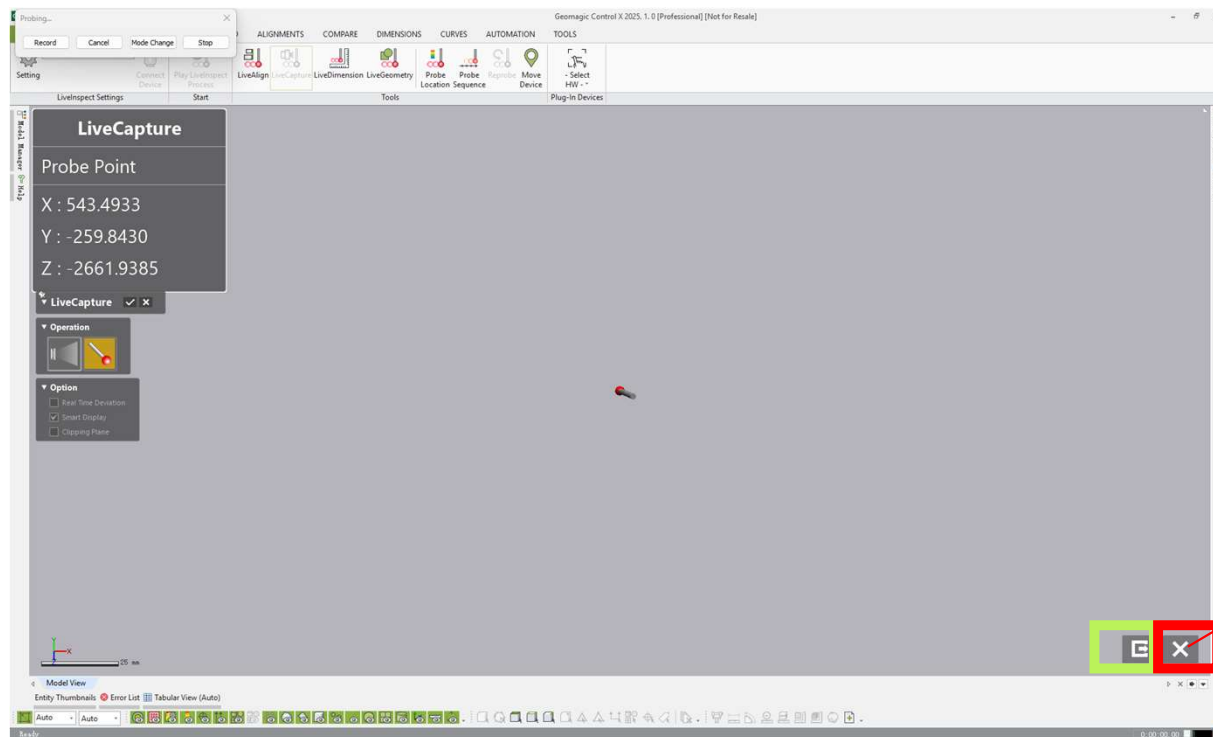 Probing...
Geomagic Control X 2025. 1. 0 [Professional] [Not for Resale]
Record Cancel Mode Change Stop
ALIGNMENTS COMPARE DIMENSIONS CURVES AUTOMATION TOOLS
Setting Connect Device Play LiveInspect Process LiveAlign LiveCapture LiveDimension LiveGeometry Probe Location Probe Sequence Reprobe Move Device - Select HW -
LiveInspect Settings Start Tools Plug-In Devices
Model Manager
Help
LiveCapture
Probe Point
X : 543.4933
Y : -259.8430
Z : -2661.9385
LiveCapture
Operation
Option
Real Time Deviation
Smart Display
Clipping Plane
Y
X
Z
25 mm
Model View
Entity Thumbnails Error List Tabular View (Auto)
Auto Auto
Ready
0:00:00.00